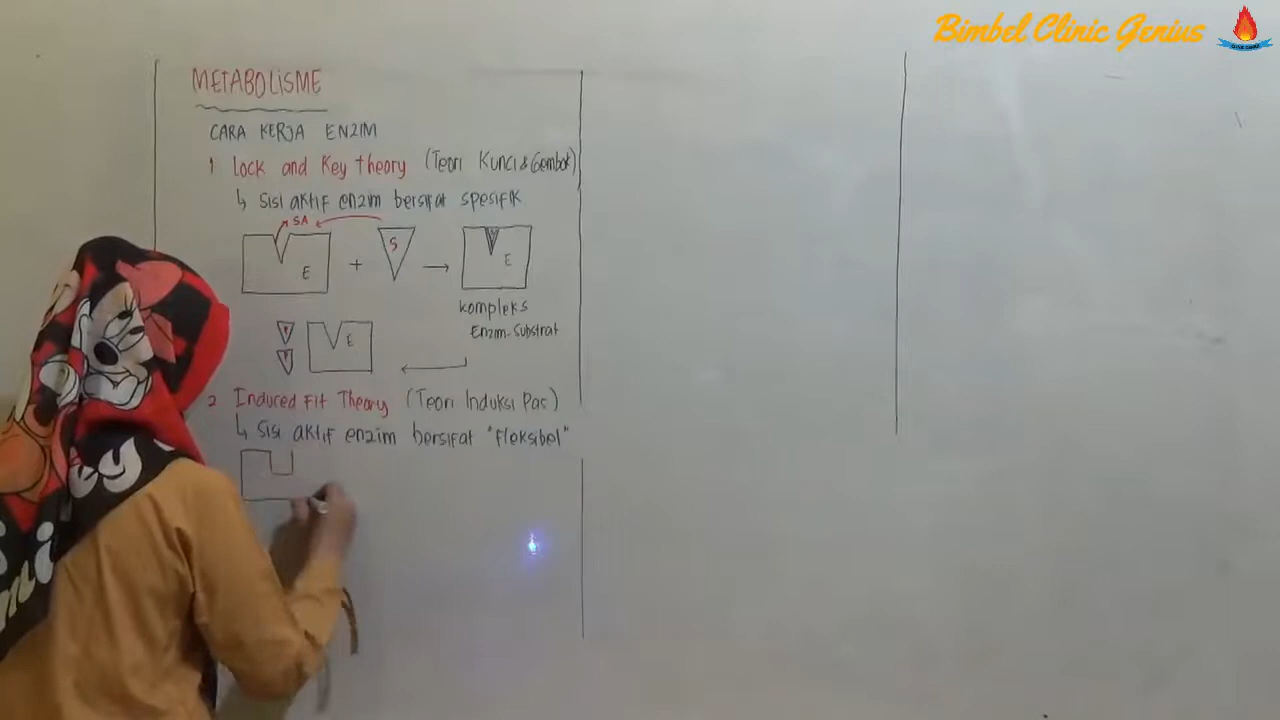 Bimbel Clinic Genius
METABOLISME
CARA KERJA ENZIM
1 Lock and Key theory (Teori Kunci & Gembok)
↳ Sisi aktif enzim bersifat spesifik
SA
E + S →
E
kompleks
Enzim-Substrat
E
2 Induced Fit Theory (Teori Induksi Pas)
↳ Sisi aktif enzim bersifat "fleksibel"